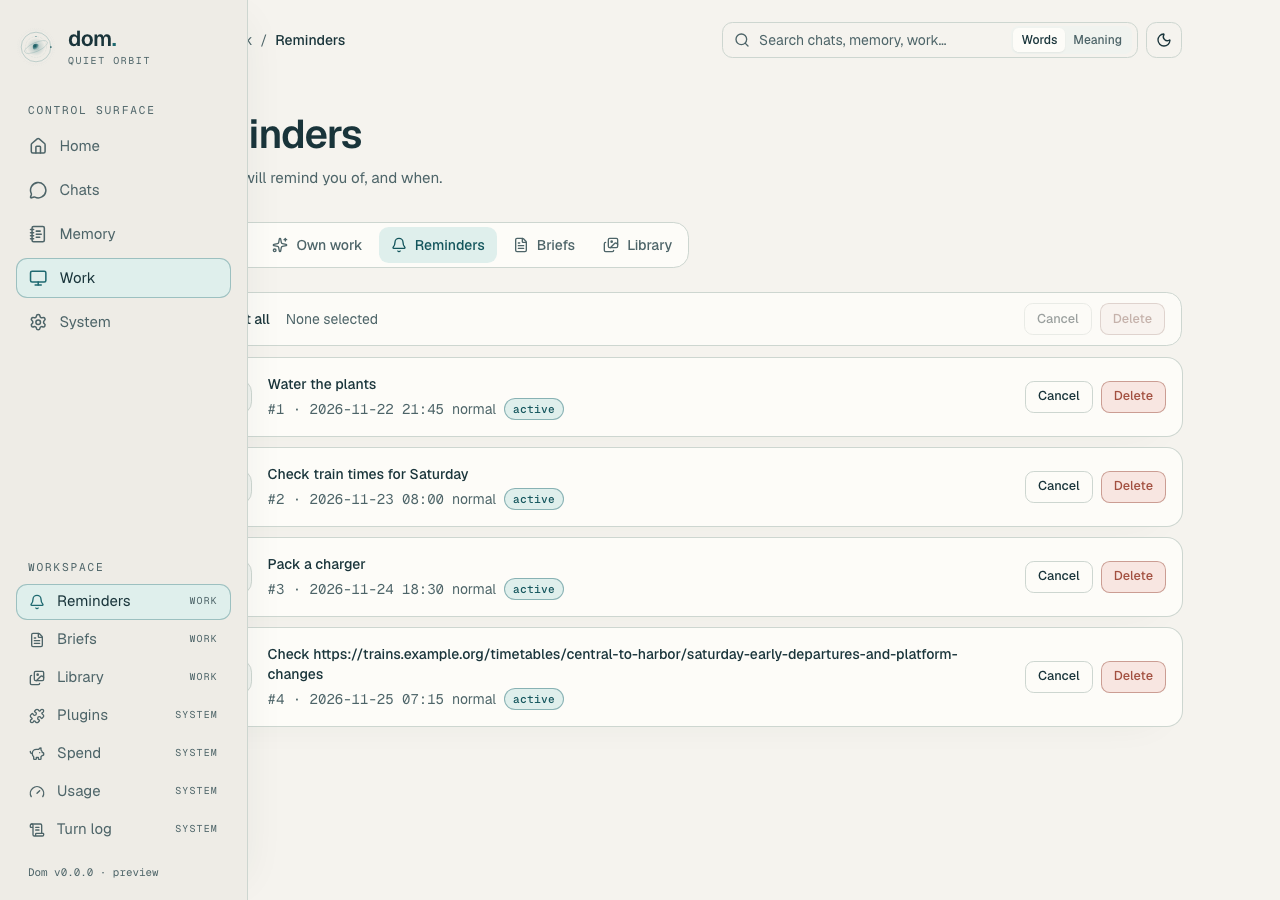 dom.
QUIET ORBIT
CONTROL SURFACE
Home
Chats
Memory
Work
System
WORKSPACE
Reminders WORK
Briefs WORK
Library WORK
Plugins SYSTEM
Spend SYSTEM
Usage SYSTEM
Turn log SYSTEM
Dom v0.0.0 · preview
/ Reminders
Search chats, memory, work…
Words Meaning
inders
will remind you of, and when.
Own work Reminders Briefs Library
all None selected Cancel Delete
Water the plants
#1 · 2026-11-22 21:45 normal active
Cancel Delete
Check train times for Saturday
#2 · 2026-11-23 08:00 normal active
Cancel Delete
Pack a charger
#3 · 2026-11-24 18:30 normal active
Cancel Delete
Check https://trains.example.org/timetables/central-to-harbor/saturday-early-departures-and-platform-
changes
#4 · 2026-11-25 07:15 normal active
Cancel Delete